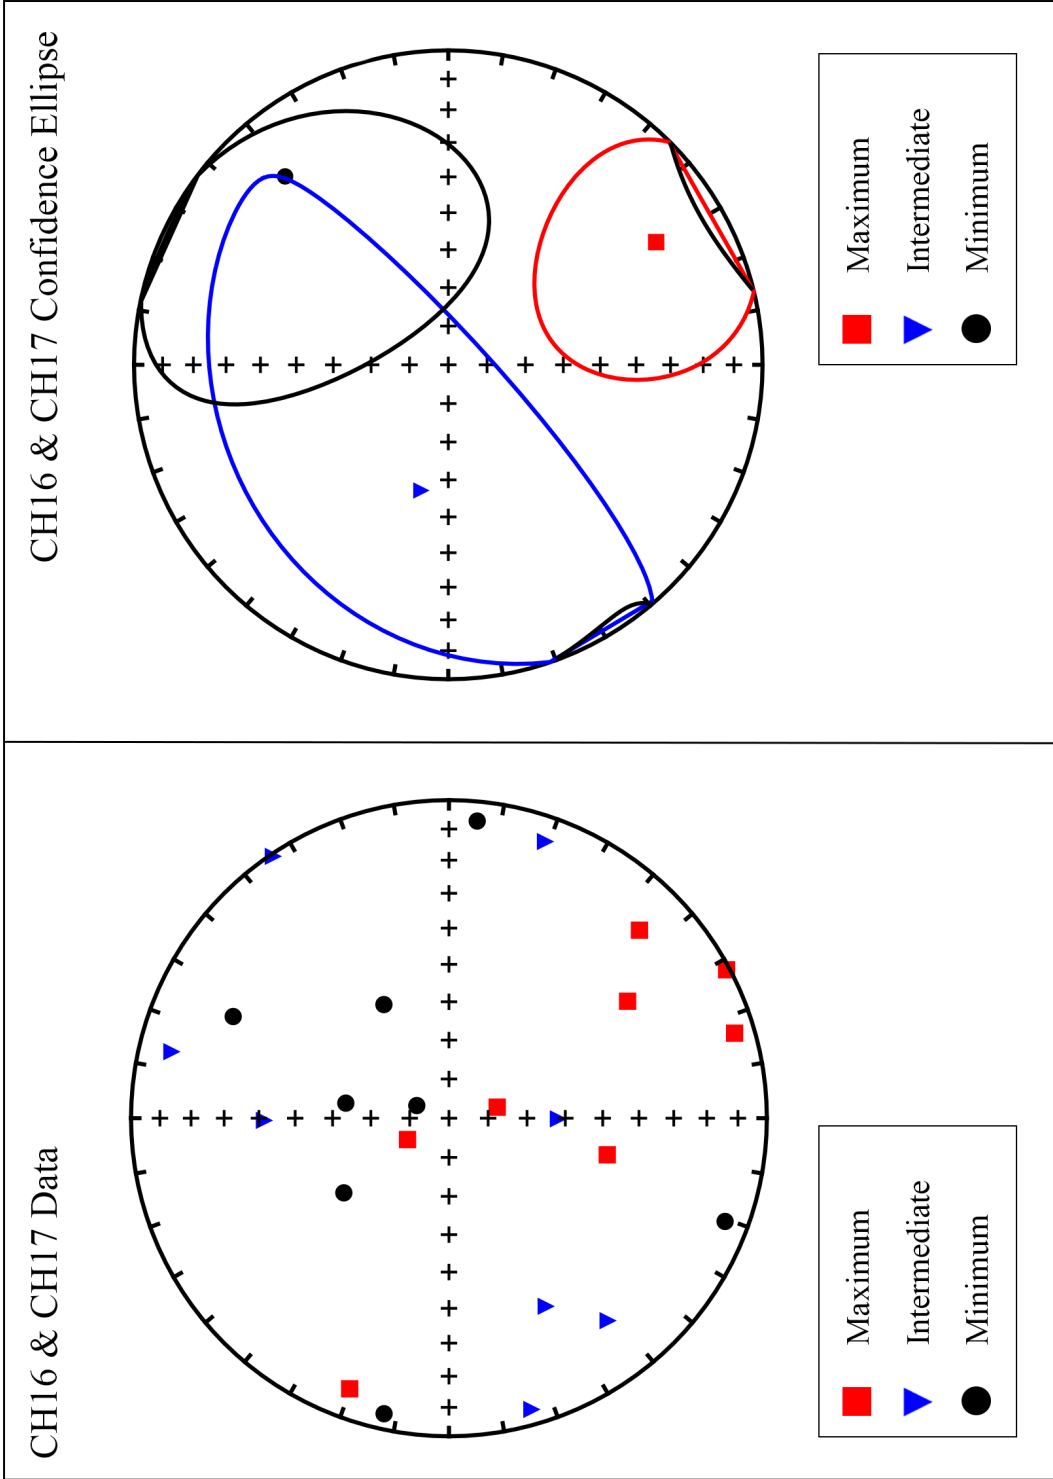 CH16 & CH17 Data
Maximum
Intermediate
Minimum
CH16 & CH17 Confidence Ellipse
Maximum
Intermediate
Minimum